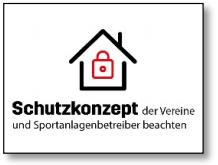 Schutzkonzept der Vereine
und Sportanlagenbetreiber beachten